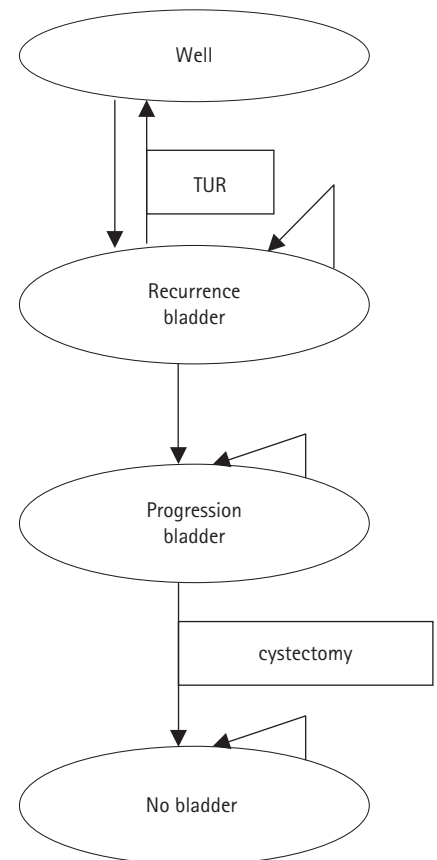 Well
TUR
Recurrence
bladder
Progression
bladder
cystectomy
No bladder